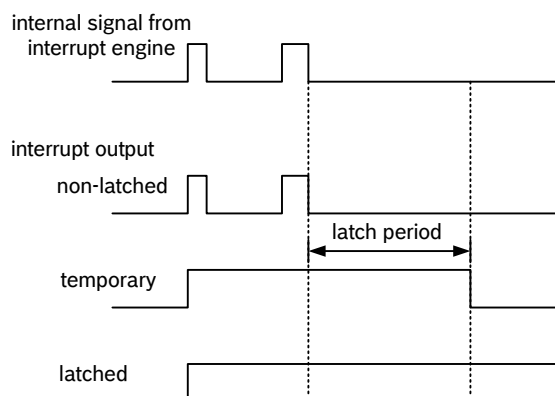 internal signal from
interrupt engine
interrupt output
non-latched
latch period
temporary
latched